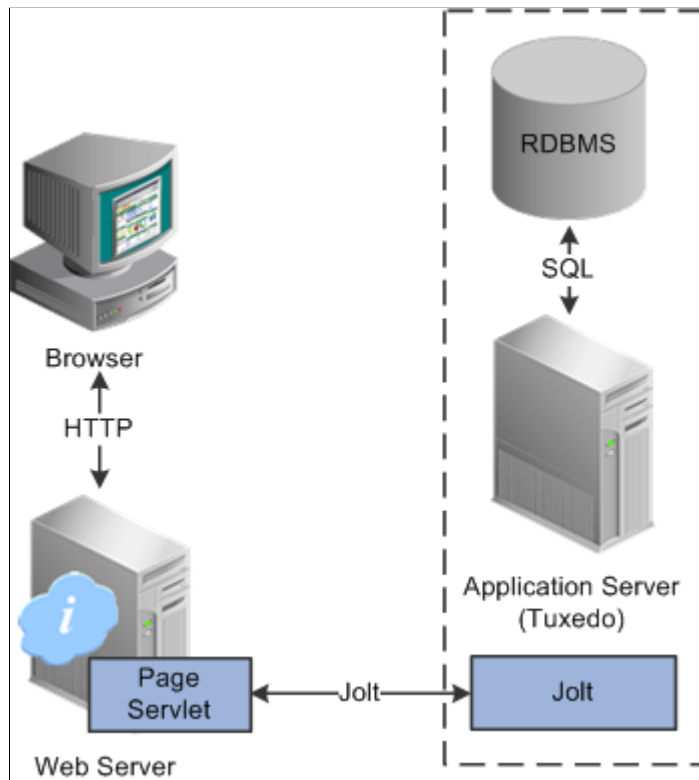 RDBMS
SQL
Browser
HTTP
Application Server
(Tuxedo)
i
Page
Servlet
Jolt
Jolt
Web Server